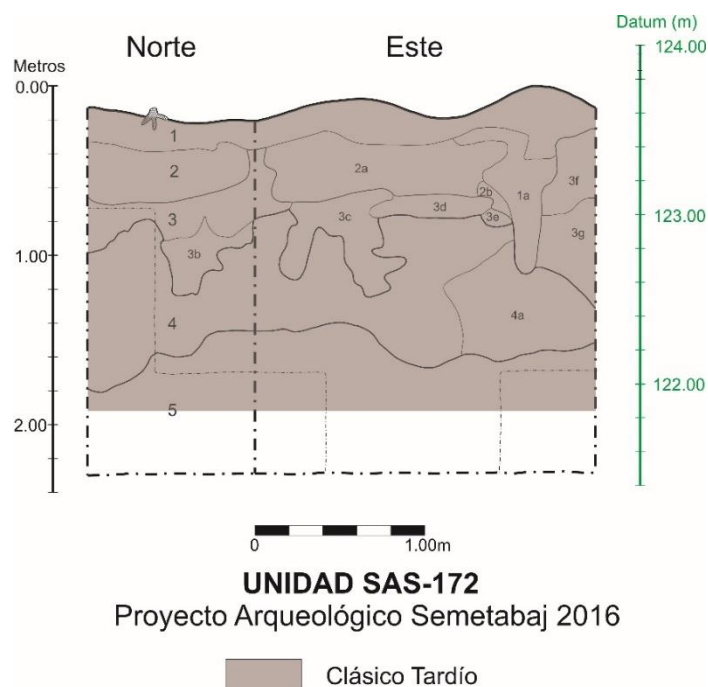 Norte Este
Datum (m)
Metros
0.00
124.00
1
2
2a
2b
1a
3f
3
3c
3d
3e
123.00
3g
1.00
3b
4
4a
122.00
5
2.00
0 1.00m
UNIDAD SAS-172
Proyecto Arqueológico Semetabaj 2016
Clásico Tardío